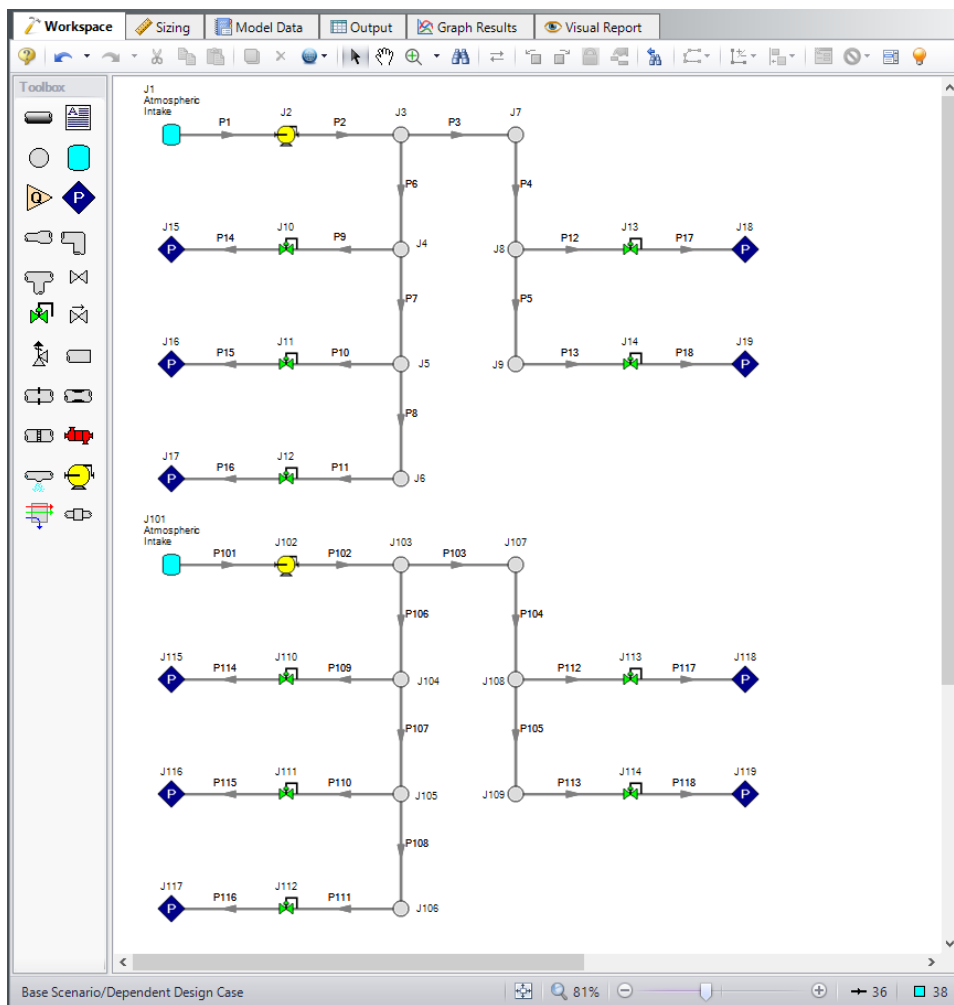 Workspace Sizing Model Data Output Graph Results Visual Report
Toolbox
J1
Atmospheric
Intake
J2 J3 J7
P1 P2 P3
P6 P4
J15 J10 J13 J18
P14 P9 J4 J8 P12 P17
P P
P7 P5
J16 J11 J14 J19
P15 P10 J5 J9 P13 P18
P P
P8
J17 J12
P16 P11 J6
P
J101
Atmospheric
Intake
J102 J103 J107
P101 P102 P103
P106 P104
J115 J110 J113 J118
P114 P109 J104 J108 P112 P117
P P
P107 P105
J116 J111 J114 J119
P115 P110 J105 J109 P113 P118
P P
P108
J117 J112
P116 P111 J106
P
A
Q P
Base Scenario/Dependent Design Case 81% 36 38